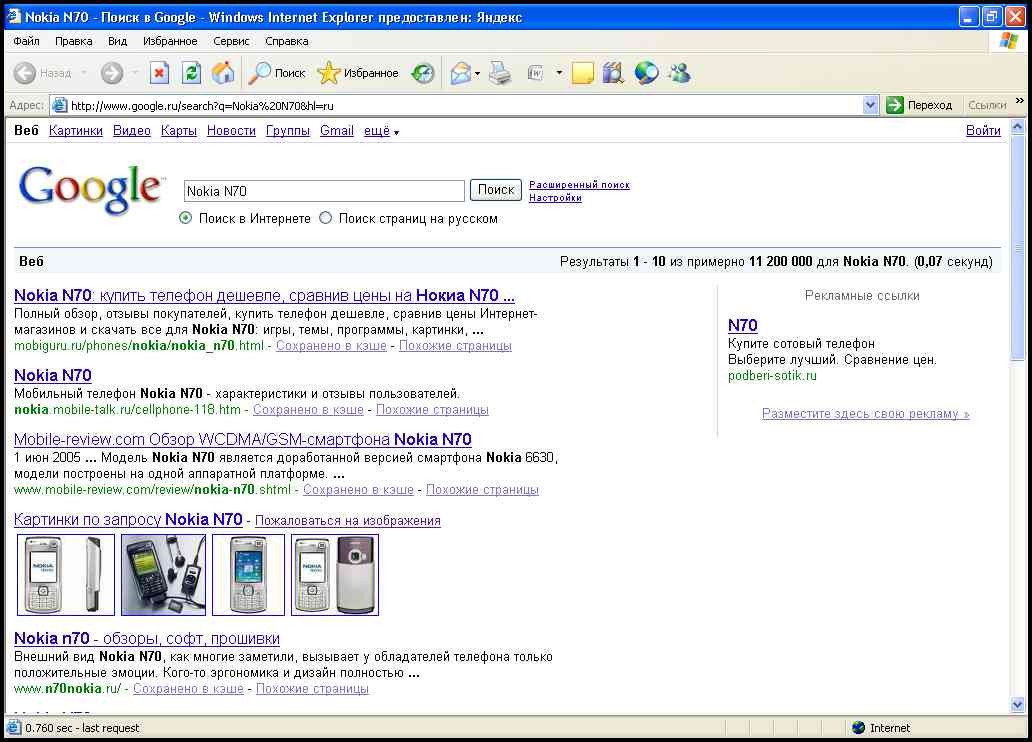 Nokia N70 - Поиск в Google - Windows Internet Explorer предоставлен: Яндекс
Файл Правка Вид Избранное Сервис Справка
Назад Поиск Избранное
Адрес: http://www.google.ru/search?q=Nokia%20N70&hl=ru Переход Ссылки »
Веб Картинки Видео Карты Новости Группы Gmail ещё Войти
Google™
Nokia N70 Поиск Расширенный поиск
Настройки
Поиск в Интернете Поиск страниц на русском
Веб Результаты 1 - 10 из примерно 11 200 000 для Nokia N70. (0,07 секунд)
Nokia N70: купить телефон дешевле, сравнив цены на Нокиа N70 ...
Полный обзор, отзывы покупателей, купить телефон дешевле, сравнив цены Интернет-
магазинов и скачать все для Nokia N70: игры, темы, программы, картинки, ...
mobiguru.ru/phones/nokia/nokia_n70.html - Сохранено в кэше - Похожие страницы
Nokia N70
Мобильный телефон Nokia N70 - характеристики и отзывы пользователей.
nokia.mobile-talk.ru/cellphone-118.htm - Сохранено в кэше - Похожие страницы
Mobile-review.com Обзор WCDMA/GSM-смартфона Nokia N70
1 июн 2005 ... Модель Nokia N70 является доработанной версией смартфона Nokia 6630,
модели построены на одной аппаратной платформе. ...
www.mobile-review.com/review/nokia-n70.shtml - Сохранено в кэше - Похожие страницы
Картинки по запросу Nokia N70 - Пожаловаться на изображения
NOKIA
NOKIA
Nokia n70 - обзоры, софт, прошивки
Внешний вид Nokia N70, как многие заметили, вызывает у обладателей телефона только
положительные эмоции. Кого-то эргономика и дизайн полностью ...
www.n70nokia.ru/ - Сохранено в кэше - Похожие страницы
Рекламные ссылки
N70
Купите сотовый телефон
Выберите лучший. Сравнение цен.
podberi-sotik.ru
Разместите здесь свою рекламу »
0.760 sec - last request Internet